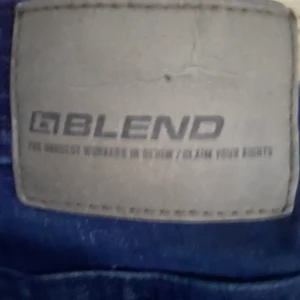 BLEND
THE HARDEST WORKERS IN DENIM / CLAIM YOUR RIGHTS